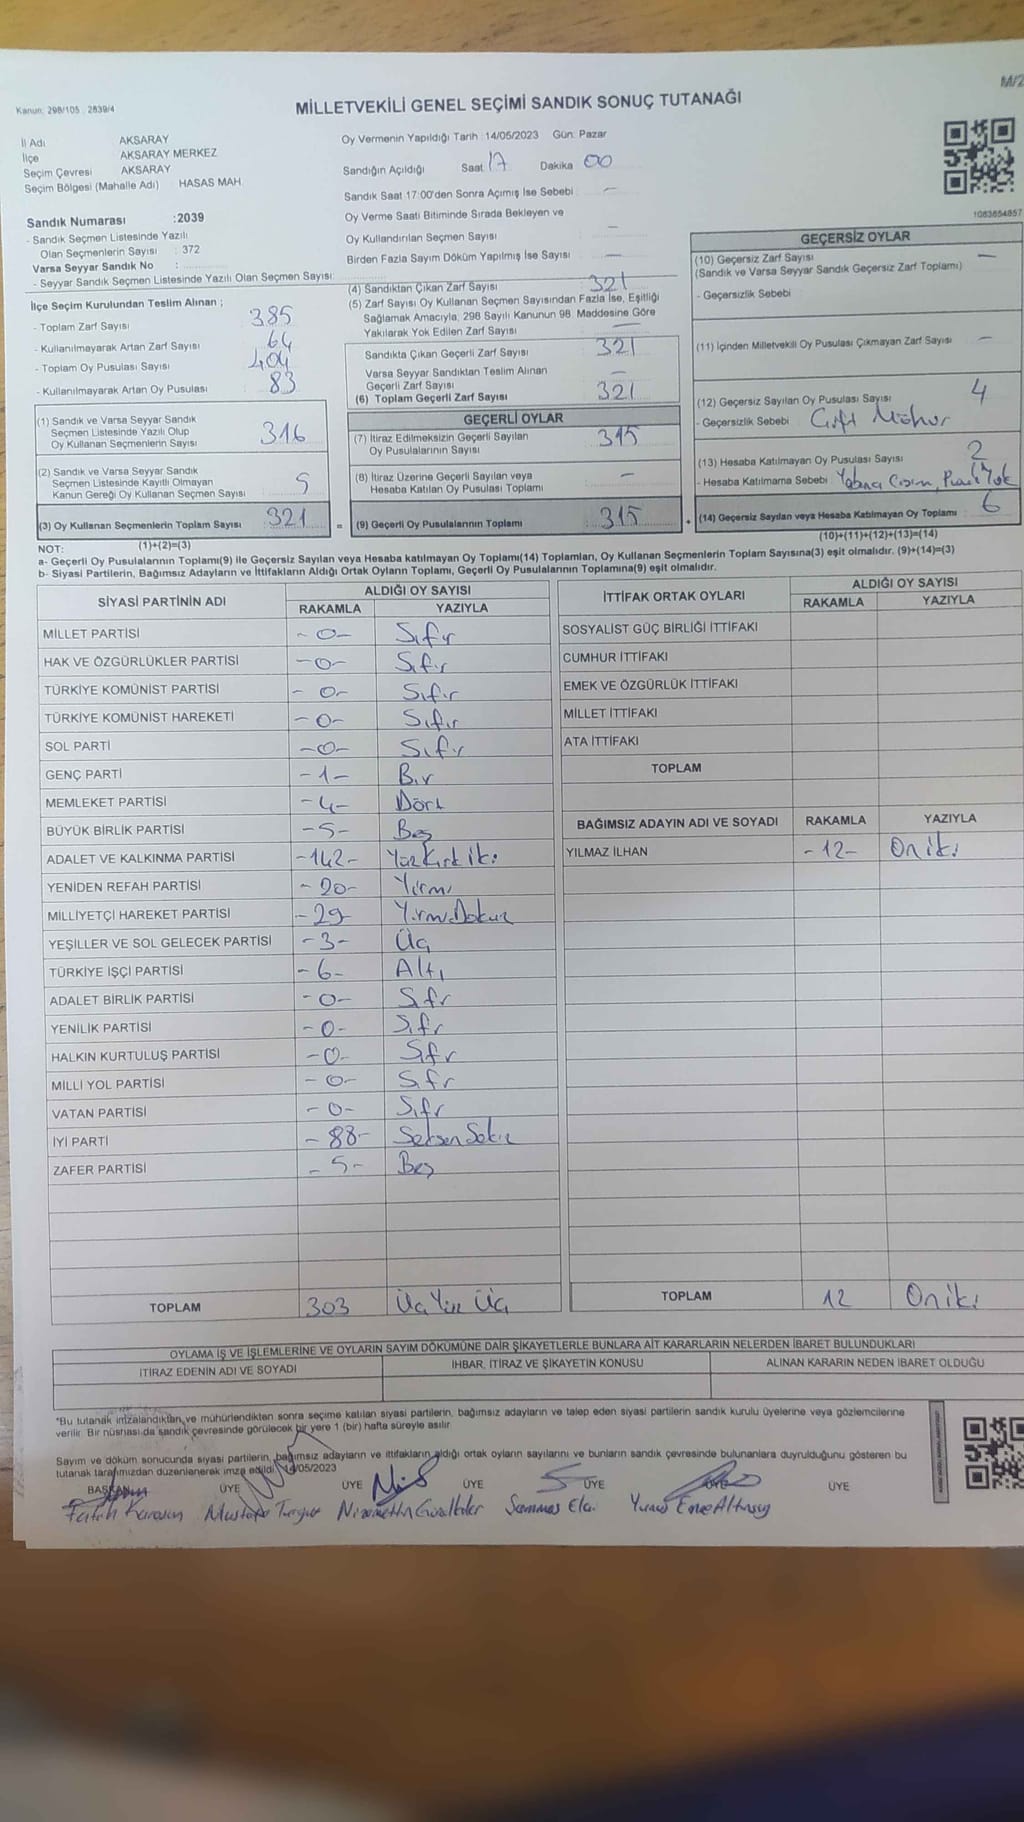 M/2
Kanun: 298/105 : 2839/4
MİLLETVEKİLİ GENEL SEÇİMİ SANDIK SONUÇ TUTANAĞI
İl Adı AKSARAY
İlçe AKSARAY MERKEZ
Seçim Çevresi AKSARAY
Seçim Bölgesi (Mahalle Adı) HASAS MAH.
Sandık Numarası :2039
- Sandık Seçmen Listesinde Yazılı
Olan Seçmenlerin Sayısı : 372
Varsa Seyyar Sandık No :
- Seyyar Sandık Seçmen Listesinde Yazılı Olan Seçmen Sayısı:
İlçe Seçim Kurulundan Teslim Alınan ;
- Toplam Zarf Sayısı 385
- Kullanılmayarak Artan Zarf Sayısı 64
- Toplam Oy Pusulası Sayısı 404
- Kullanılmayarak Artan Oy Pusulası 83
(1) Sandık ve Varsa Seyyar Sandık
Seçmen Listesinde Yazılı Olup
Oy Kullanan Seçmenlerin Sayısı 316
(2) Sandık ve Varsa Seyyar Sandık
Seçmen Listesinde Kayıtlı Olmayan
Kanun Gereği Oy Kullanan Seçmen Sayısı 5
(3) Oy Kullanan Seçmenlerin Toplam Sayısı 321 =
(1)+(2)=(3)
Oy Vermenin Yapıldığı Tarih : 14/05/2023 Gün: Pazar
Sandığın Açıldığı Saat 17 Dakika 00
Sandık Saat 17:00'den Sonra Açımış İse Sebebi : —
Oy Verme Saati Bitiminde Sırada Bekleyen ve
Oy Kullandırılan Seçmen Sayısı : —
Birden Fazla Sayım Döküm Yapılmış İse Sayısı : —
(4) Sandıktan Çıkan Zarf Sayısı : 321
(5) Zarf Sayısı Oy Kullanan Seçmen Sayısından Fazla İse, Eşitliği
Sağlamak Amacıyla, 298 Sayılı Kanunun 98. Maddesine Göre
Yakılarak Yok Edilen Zarf Sayısı : —
Sandıkta Çıkan Geçerli Zarf Sayısı : 321
Varsa Seyyar Sandıktan Teslim Alınan
Geçerli Zarf Sayısı : —
(6) Toplam Geçerli Zarf Sayısı : 321
GEÇERLİ OYLAR
(7) İtiraz Edilmeksizin Geçerli Sayılan
Oy Pusulalarının Sayısı : 315
(8) İtiraz Üzerine Geçerli Sayılan veya
Hesaba Katılan Oy Pusulası Toplamı : —
(9) Geçerli Oy Pusulalarının Toplamı : 315 +
1083654857
GEÇERSİZ OYLAR
(10) Geçersiz Zarf Sayısı : —
(Sandık ve Varsa Seyyar Sandık Geçersiz Zarf Toplamı)
- Geçersizlik Sebebi
(11) İçinden Milletvekili Oy Pusulası Çıkmayan Zarf Sayısı : —
(12) Geçersiz Sayılan Oy Pusulası Sayısı : 4
- Geçersizlik Sebebi : Çift Mühür
(13) Hesaba Katılmayan Oy Pusulası Sayısı : 2
- Hesaba Katılmama Sebebi : Yabancı Cisim, Yok
(14) Geçersiz Sayılan veya Hesaba Katılmayan Oy Toplamı : 6
(10)+(11)+(12)+(13)=(14)
NOT:
a- Geçerli Oy Pusulalarının Toplamı(9) ile Geçersiz Sayılan veya Hesaba katılmayan Oy Toplamı(14) Toplamları, Oy Kullanan Seçmenlerin Toplam Sayısına(3) eşit olmalıdır. (9)+(14)=(3)
b- Siyasi Partilerin, Bağımsız Adayların ve İttifakların Aldığı Ortak Oyların Toplamı, Geçerli Oy Pusulalarının Toplamına(9) eşit olmalıdır.
SİYASİ PARTİNİN ADI ALDIĞI OY SAYISI
RAKAMLA YAZIYLA
MİLLET PARTİSİ -0- Sıfır
HAK VE ÖZGÜRLÜKLER PARTİSİ -0- Sıfır
TÜRKİYE KOMÜNİST PARTİSİ -0- Sıfır
TÜRKİYE KOMÜNİST HAREKETİ -0- Sıfır
SOL PARTİ -0- Sıfır
GENÇ PARTİ -1- Bir
MEMLEKET PARTİSİ -4- Dört
BÜYÜK BİRLİK PARTİSİ -5- Beş
ADALET VE KALKINMA PARTİSİ -142- Yüz Kırk iki
YENİDEN REFAH PARTİSİ -20- Yirmi
MİLLİYETÇİ HAREKET PARTİSİ -29- Yirmi Dokuz
YEŞİLLER VE SOL GELECEK PARTİSİ -3- Üç
TÜRKİYE İŞÇİ PARTİSİ -6- Altı
ADALET BİRLİK PARTİSİ -0- Sıfr
YENİLİK PARTİSİ -0- Sıfr
HALKIN KURTULUŞ PARTİSİ -0- Sıfr
MİLLİ YOL PARTİSİ -0- Sıfr
VATAN PARTİSİ -0- Sıfr
İYİ PARTİ -88- Seksen Sekiz
ZAFER PARTİSİ -5- Beş
TOPLAM 303 Üç Yüz Üç
İTTİFAK ORTAK OYLARI ALDIĞI OY SAYISI
RAKAMLA YAZIYLA
SOSYALİST GÜÇ BİRLİĞİ İTTİFAKI
CUMHUR İTTİFAKI
EMEK VE ÖZGÜRLÜK İTTİFAKI
MİLLET İTTİFAKI
ATA İTTİFAKI
TOPLAM
BAĞIMSIZ ADAYIN ADI VE SOYADI RAKAMLA YAZIYLA
YILMAZ İLHAN -12- On iki
TOPLAM 12 On iki
OYLAMA İŞ VE İŞLEMLERİNE VE OYLARIN SAYIM DÖKÜMÜNE DAİR ŞİKAYETLERLE BUNLARA AİT KARARLARIN NELERDEN İBARET BULUNDUKLARI
İTİRAZ EDENİN ADI VE SOYADI İHBAR, İTİRAZ VE ŞİKAYETİN KONUSU ALINAN KARARIN NEDEN İBARET OLDUĞU
*Bu tutanak imzalandıktan ve mühürlendikten sonra seçime katılan siyasi partilerin, bağımsız adayların ve talep eden siyasi partilerin sandık kurulu üyelerine veya gözlemcilerine
verilir. Bir nüshası da sandık çevresinde görülecek bir yere 1 (bir) hafta süreyle asılır.
Sayım ve döküm sonucunda siyasi partilerin, bağımsız adayların ve ittifakların aldığı ortak oyların sayılarını ve bunların sandık çevresinde bulunanlara duyrulduğunu gösteren bu
tutanak tarafımızdan düzenlenerek imza edildi. 14/05/2023
BAŞKAN ÜYE ÜYE ÜYE ÜYE ÜYE ÜYE
Fatih Mustafa Nizamettin Yunus Emre